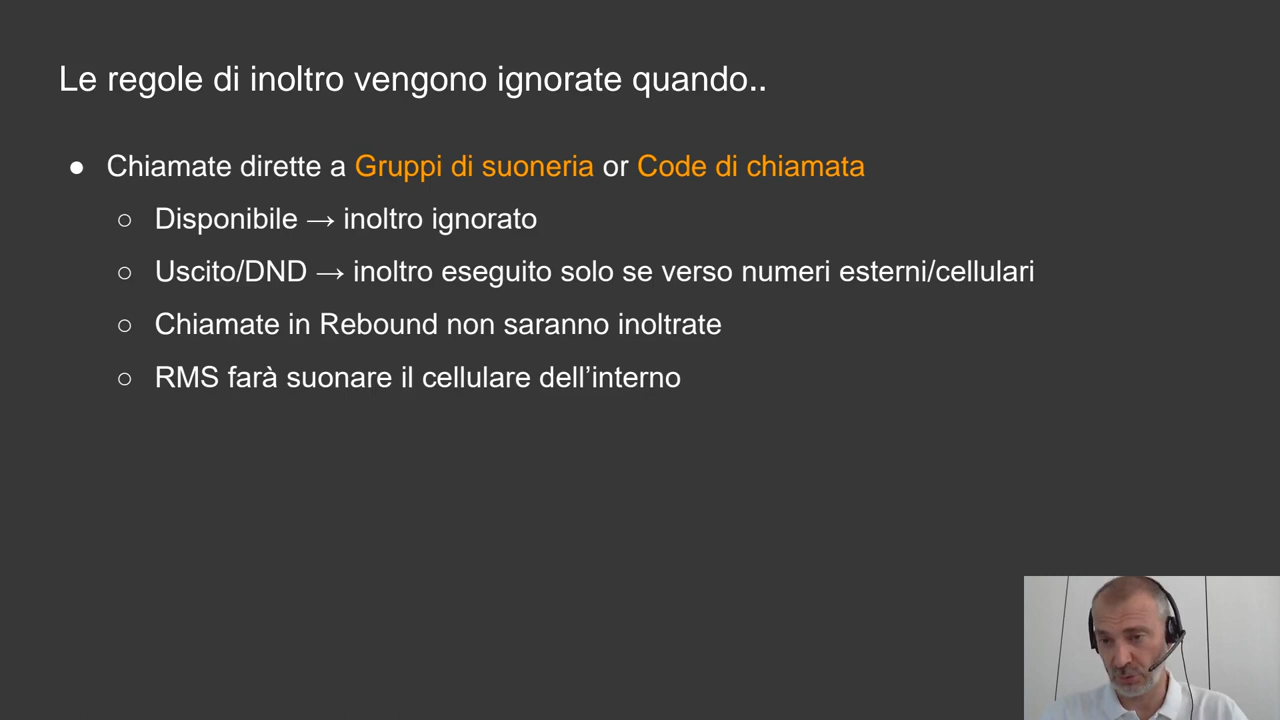 Le regole di inoltro vengono ignorate quando..
● Chiamate dirette a Gruppi di suoneria or Code di chiamata
○ Disponibile → inoltro ignorato
○ Uscito/DND → inoltro eseguito solo se verso numeri esterni/cellulari
○ Chiamate in Rebound non saranno inoltrate
○ RMS farà suonare il cellulare dell’interno